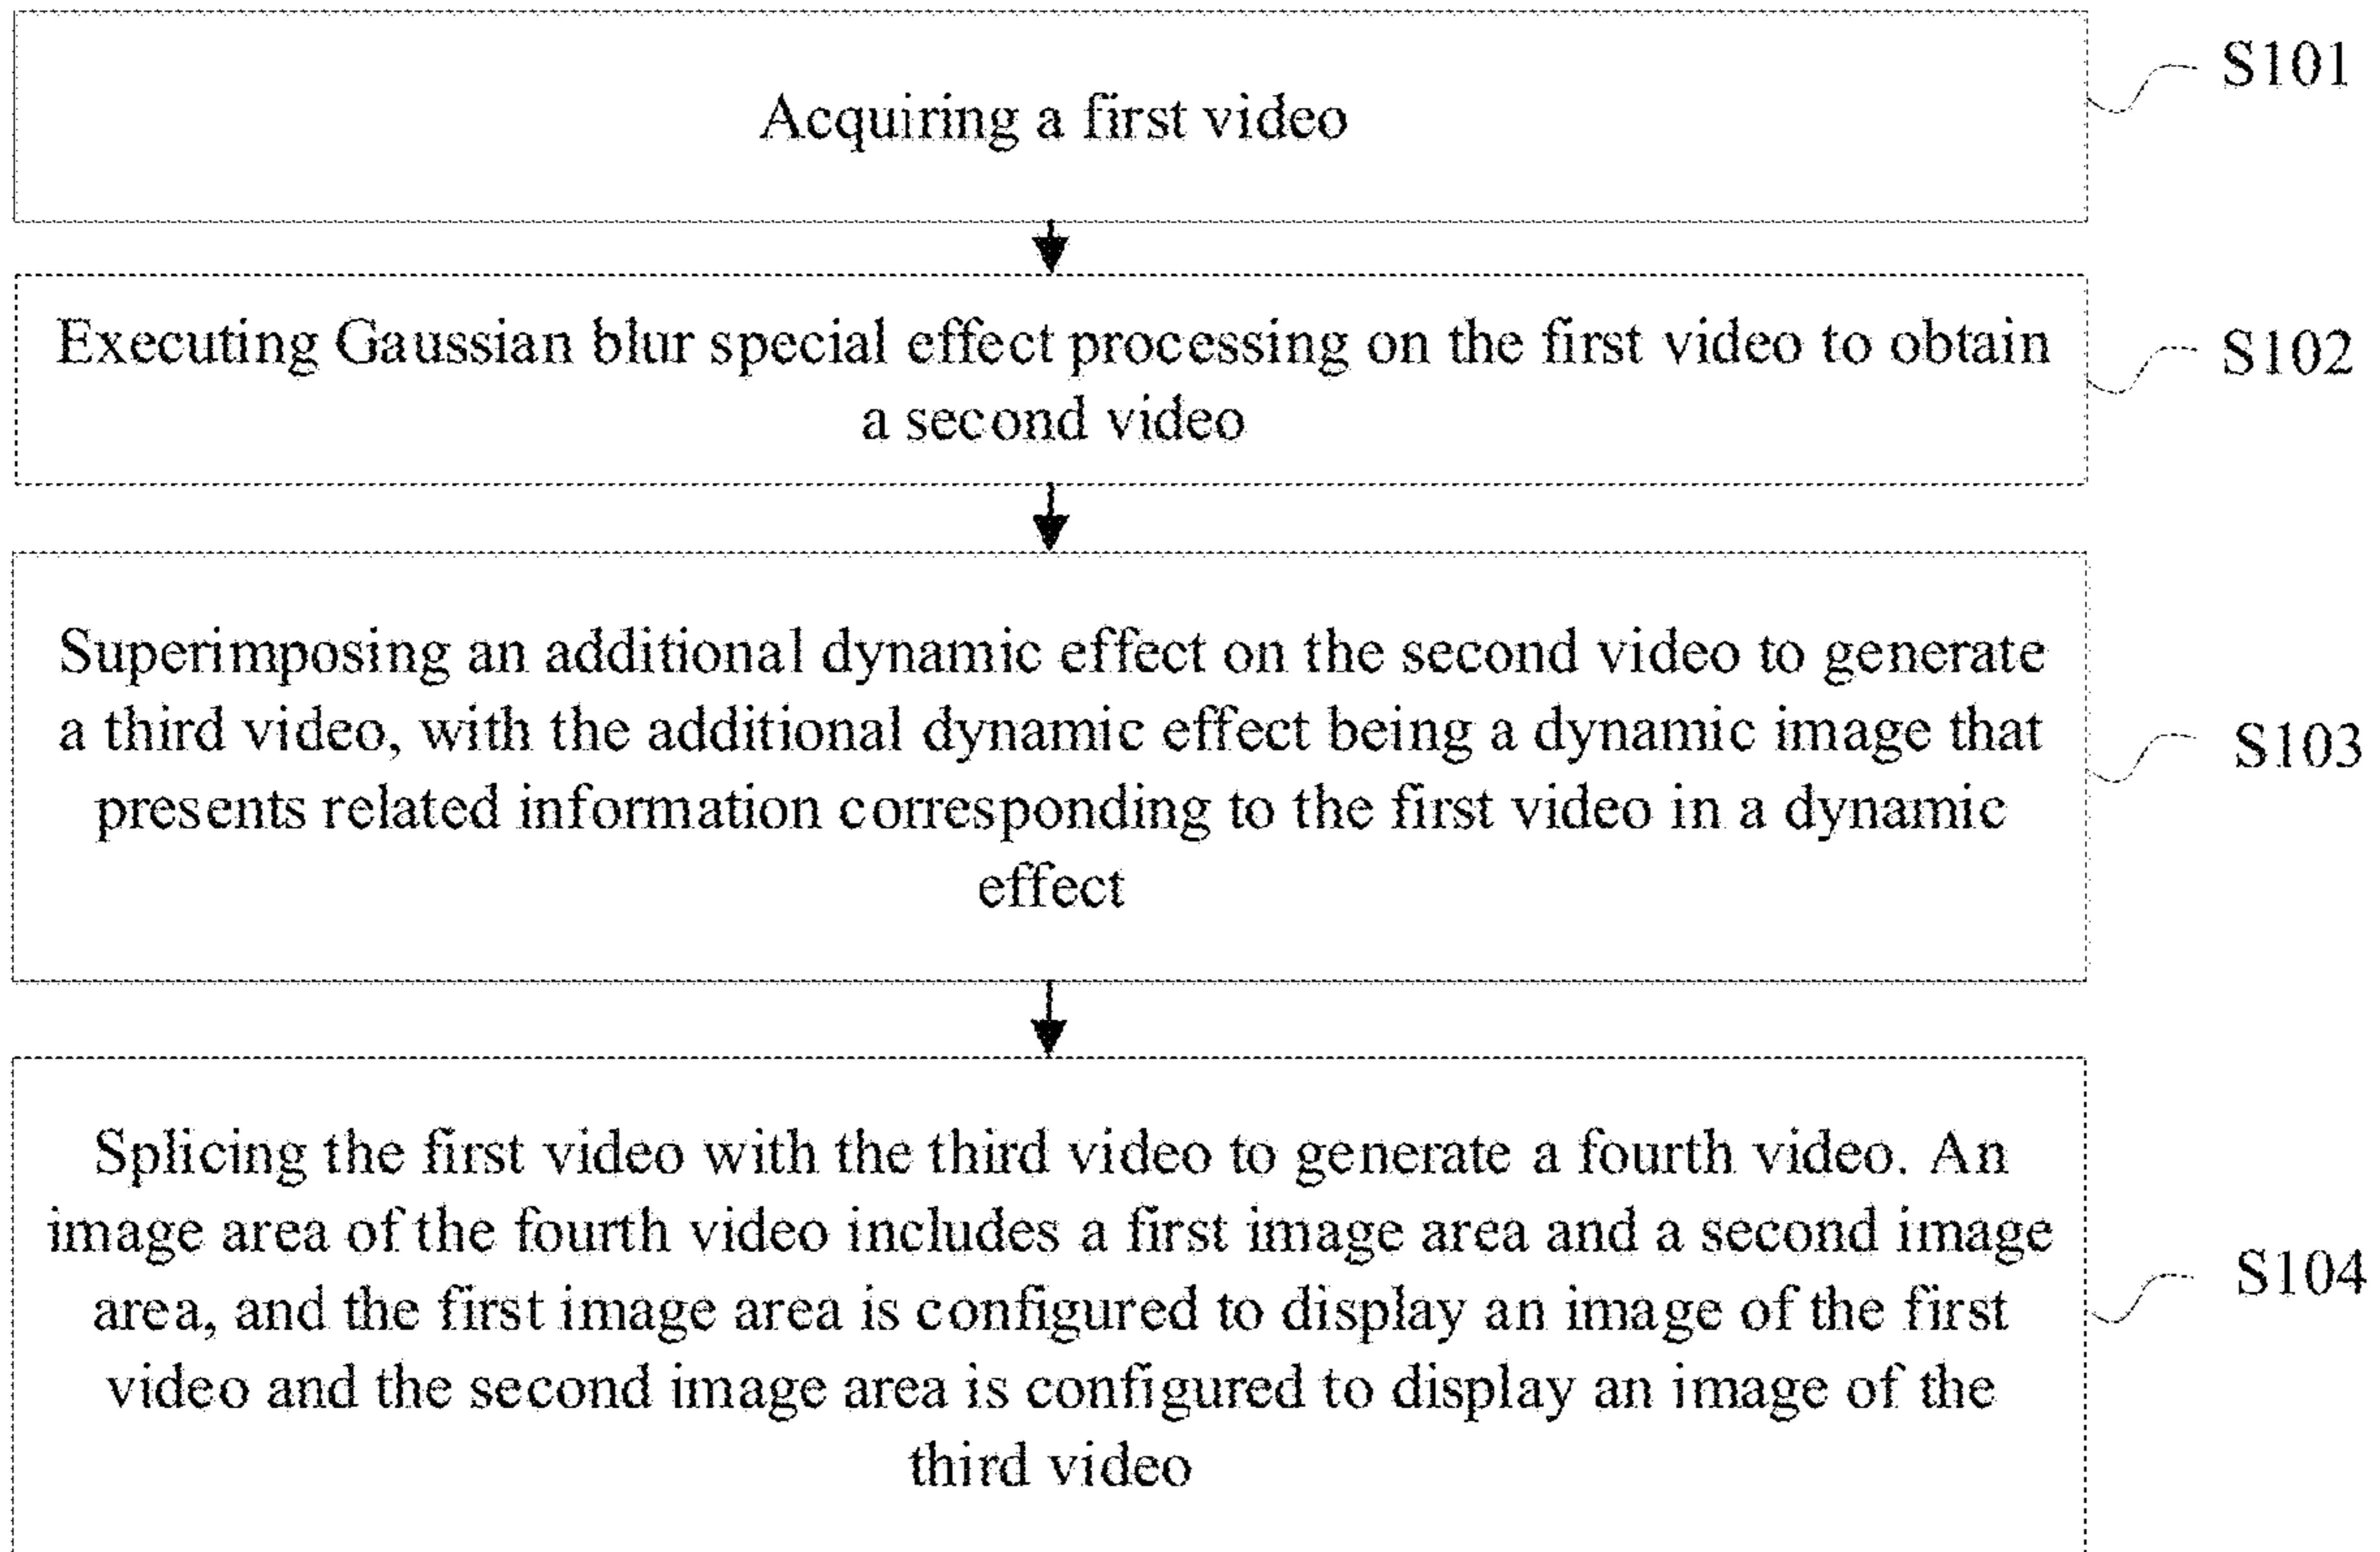 Acquiring a first video
S101
Executing Gaussian blur special effect processing on the first video to obtain
a second video
S102
Superimposing an additional dynamic effect on the second video to generate
a third video, with the additional dynamic effect being a dynamic image that
presents related information corresponding to the first video in a dynamic
effect
S103
Splicing the first video with the third video to generate a fourth video. An
image area of the fourth video includes a first image area and a second image
area, and the first image area is configured to display an image of the first
video and the second image area is configured to display an image of the
third video
S104